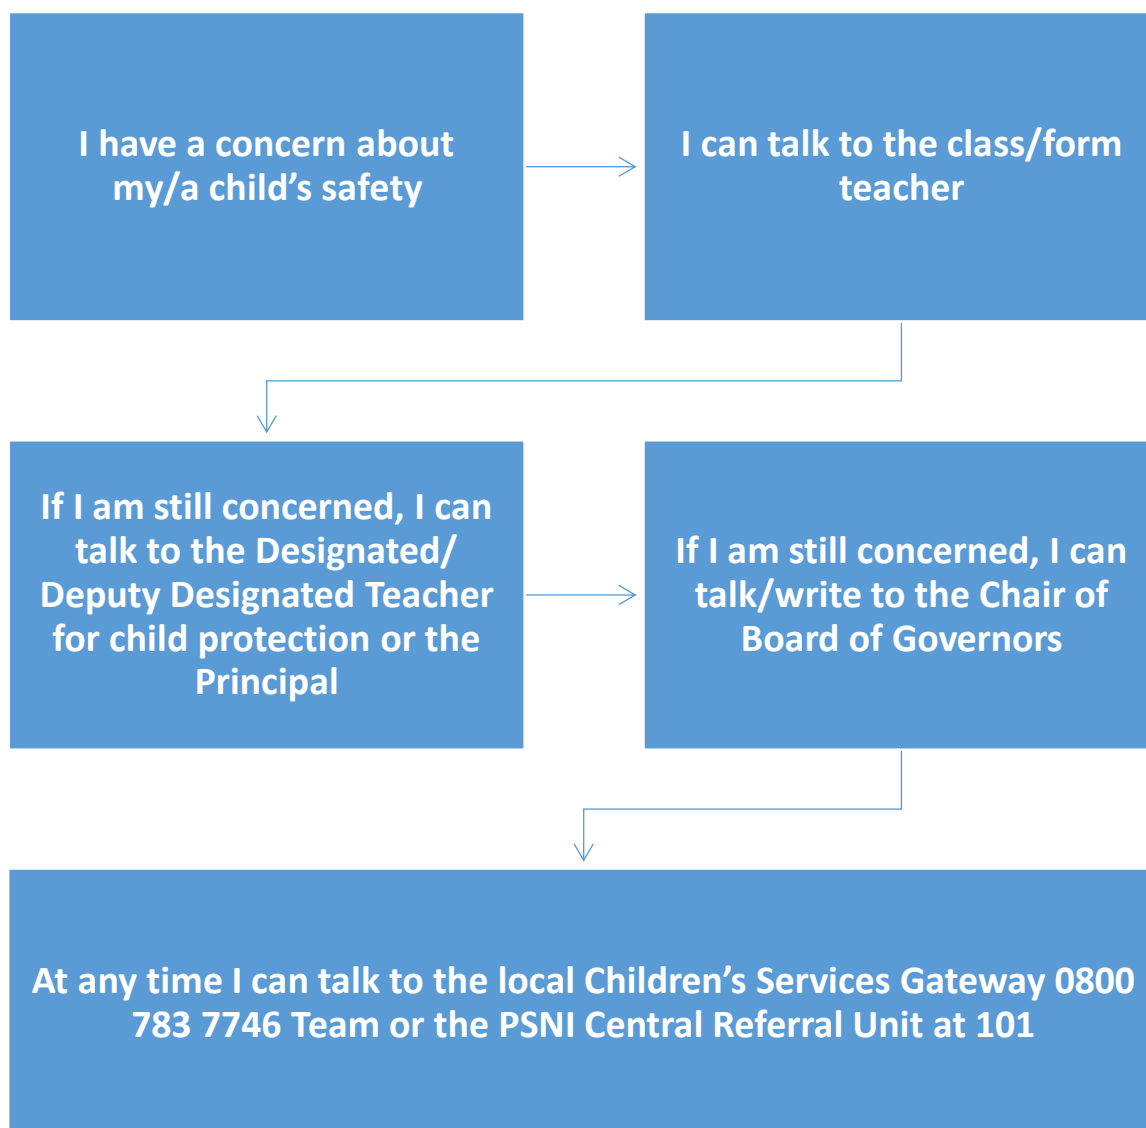 I have a concern about
my/a child’s safety
I can talk to the class/form
teacher
If I am still concerned, I can
talk to the Designated/
Deputy Designated Teacher
for child protection or the
Principal
If I am still concerned, I can
talk/write to the Chair of
Board of Governors
At any time I can talk to the local Children’s Services Gateway 0800
783 7746 Team or the PSNI Central Referral Unit at 101